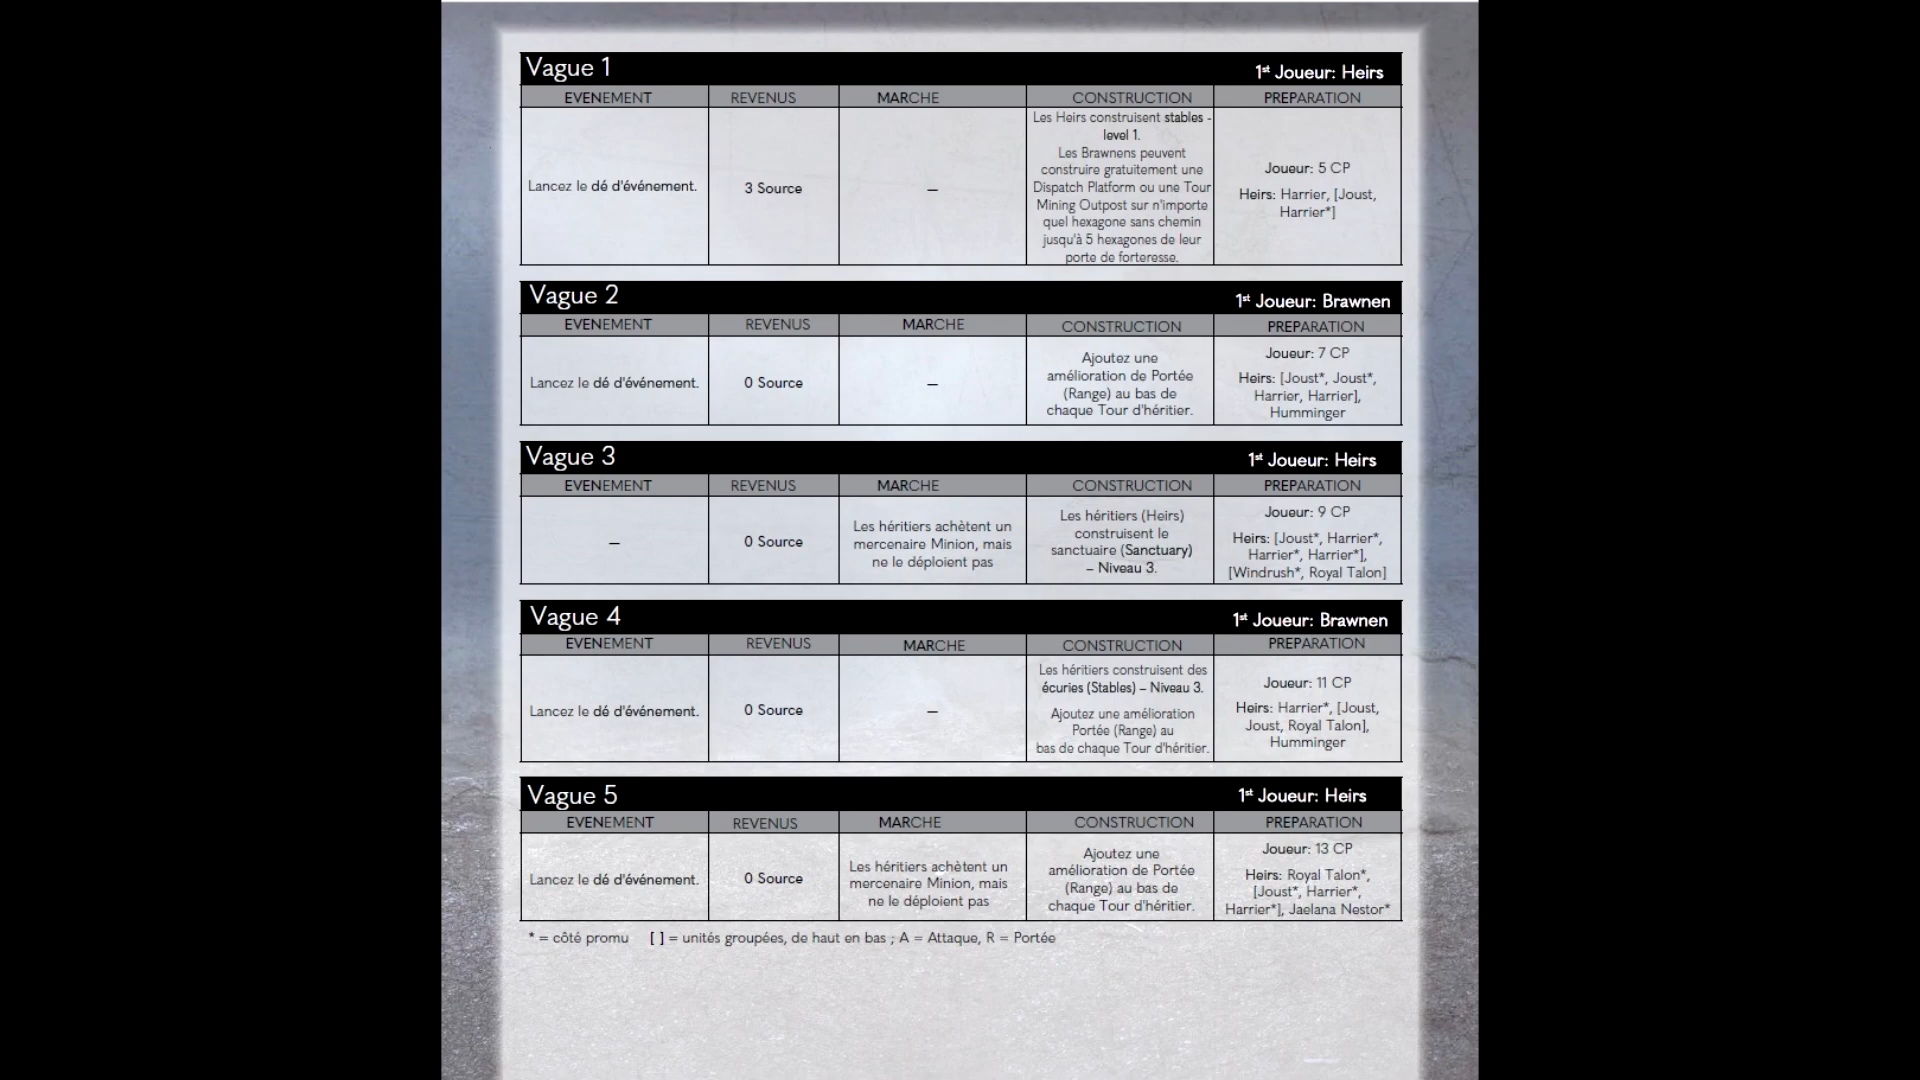 Vague 1
1st Joueur: Heirs
EVENEMENT REVENUS MARCHE CONSTRUCTION PREPARATION
Lancez le dé d'événement.
3 Source
—
Les Heirs construisent stables -
level 1.
Les Brawnens peuvent
construire gratuitement une
Dispatch Platform ou une Tour
Mining Outpost sur n'importe
quel hexagone sans chemin
jusqu'à 5 hexagones de leur
porte de forteresse.
Joueur: 5 CP
Heirs: Harrier, [Joust,
Harrier*]
Vague 2
1st Joueur: Brawnen
EVENEMENT REVENUS MARCHE CONSTRUCTION PREPARATION
Lancez le dé d'événement.
0 Source
—
Ajoutez une
amélioration de Portée
(Range) au bas de
chaque Tour d'héritier.
Joueur: 7 CP
Heirs: [Joust*, Joust*,
Harrier, Harrier],
Humminger
Vague 3
1st Joueur: Heirs
EVENEMENT REVENUS MARCHE CONSTRUCTION PREPARATION
—
0 Source
Les héritiers achètent un
mercenaire Minion, mais
ne le déploient pas
Les héritiers (Heirs)
construisent le
sanctuaire (Sanctuary)
– Niveau 3.
Joueur: 9 CP
Heirs: [Joust*, Harrier*,
Harrier*, Harrier*],
[Windrush*, Royal Talon]
Vague 4
1st Joueur: Brawnen
EVENEMENT REVENUS MARCHE CONSTRUCTION PREPARATION
Lancez le dé d'événement.
0 Source
—
Les héritiers construisent des
écuries (Stables) – Niveau 3.
Ajoutez une amélioration
Portée (Range) au
bas de chaque Tour d'héritier.
Joueur: 11 CP
Heirs: Harrier*, [Joust,
Joust, Royal Talon],
Humminger
Vague 5
1st Joueur: Heirs
EVENEMENT REVENUS MARCHE CONSTRUCTION PREPARATION
Lancez le dé d'événement.
0 Source
Les héritiers achètent un
mercenaire Minion, mais
ne le déploient pas
Ajoutez une
amélioration de Portée
(Range) au bas de
chaque Tour d'héritier.
Joueur: 13 CP
Heirs: Royal Talon*,
[Joust*, Harrier*,
Harrier*], Jaelana Nestor*
* = côté promu [ ] = unités groupées, de haut en bas ; A = Attaque, R = Portée